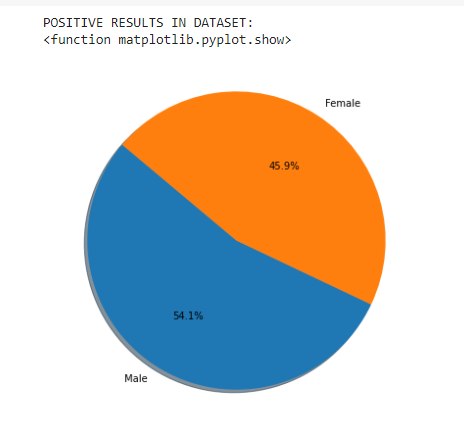 POSITIVE RESULTS IN DATASET:
<function matplotlib.pyplot.show>
Female
45.9%
54.1%
Male